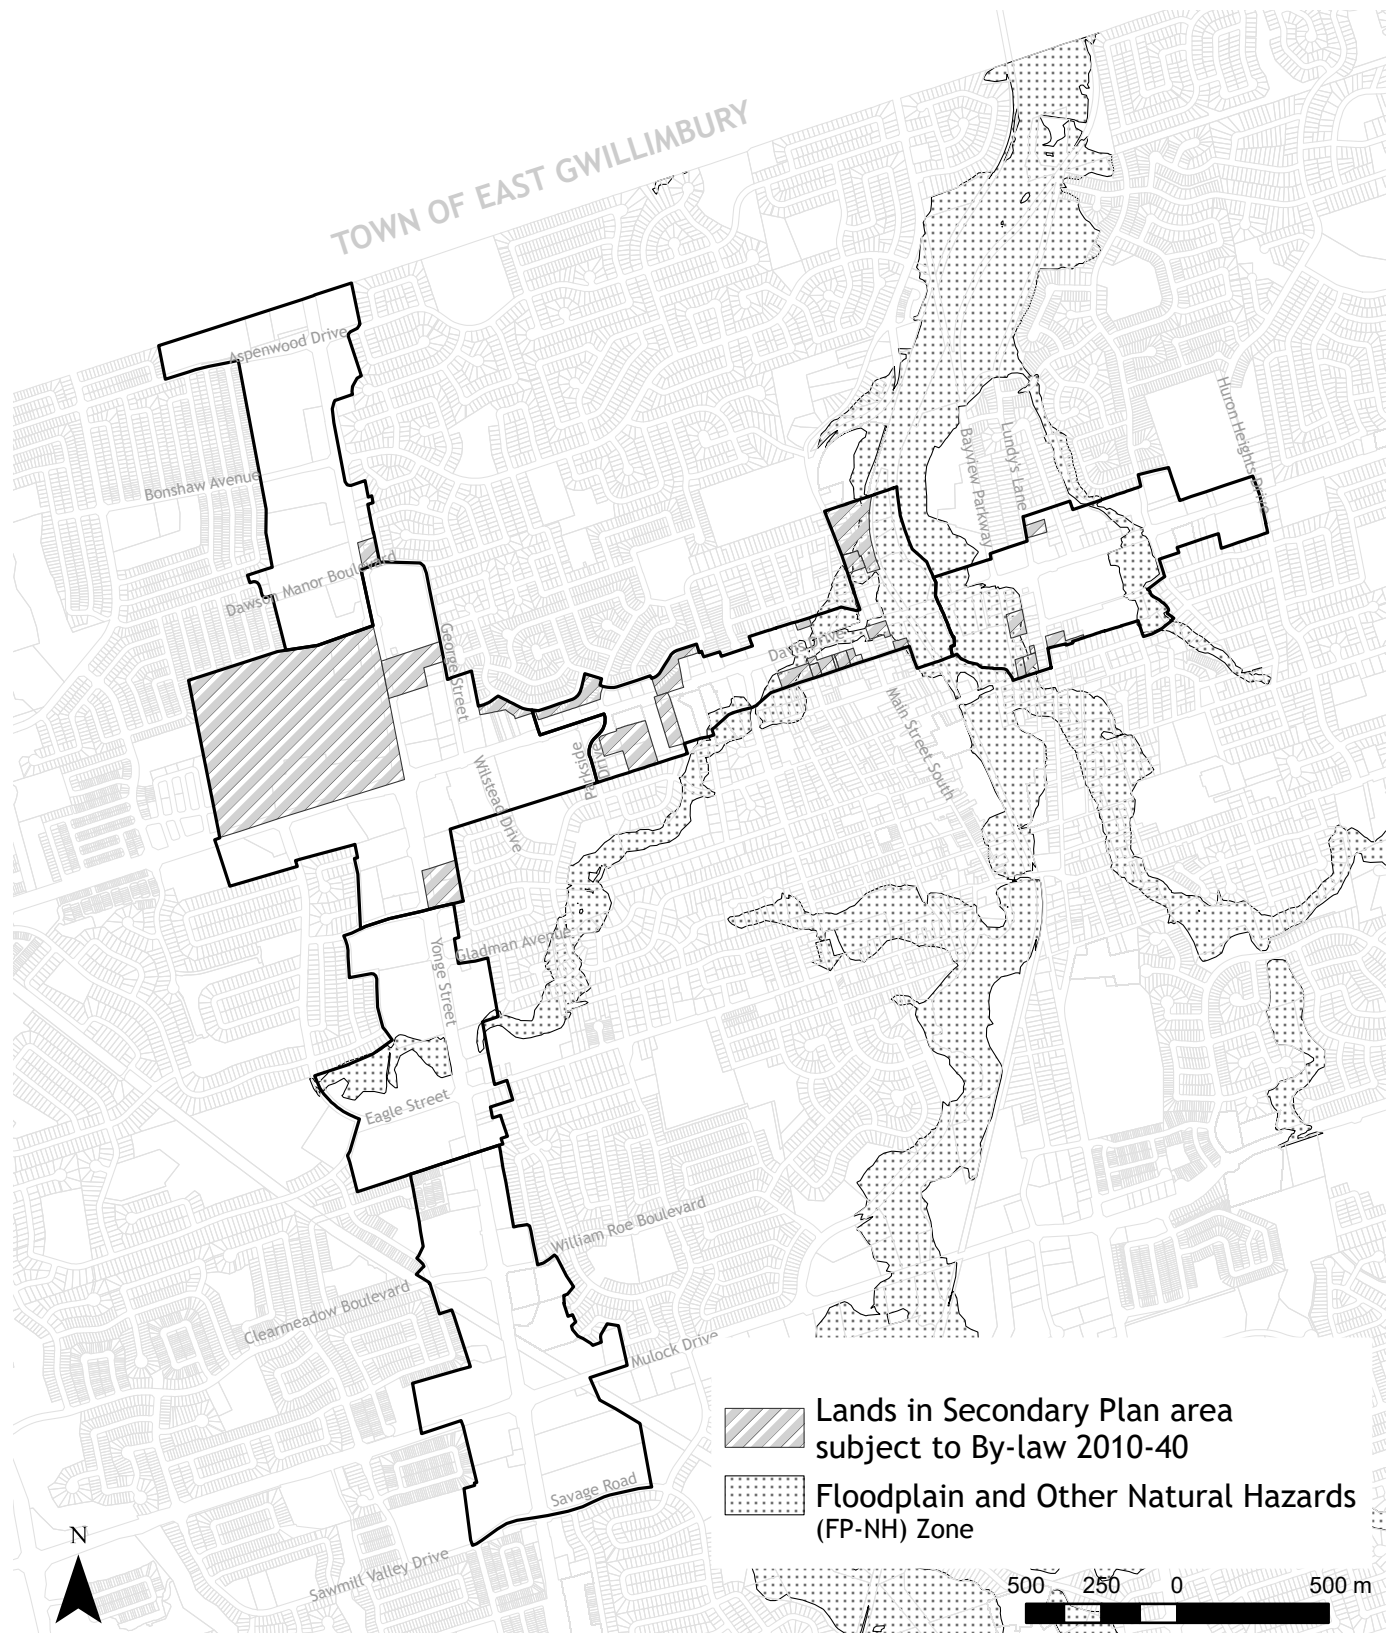 TOWN OF EAST GWILLIMBURY
Aspenwood Drive
Huron Heights Drive
Lundy's Lane
Bayview Parkway
Bonshaw Avenue
Dawson Manor Boulevard
George Street
Davis Drive
Main Street South
Parkside
Drive
Wilstead Drive
Yonge Street
Gladman Avenue
Eagle Street
William Roe Boulevard
Clearmeadow Boulevard
Mulock Drive
Savage Road
Sawmill Valley Drive
Lands in Secondary Plan area
subject to By-law 2010-40
Floodplain and Other Natural Hazards
(FP-NH) Zone
N
500 250 0 500 m